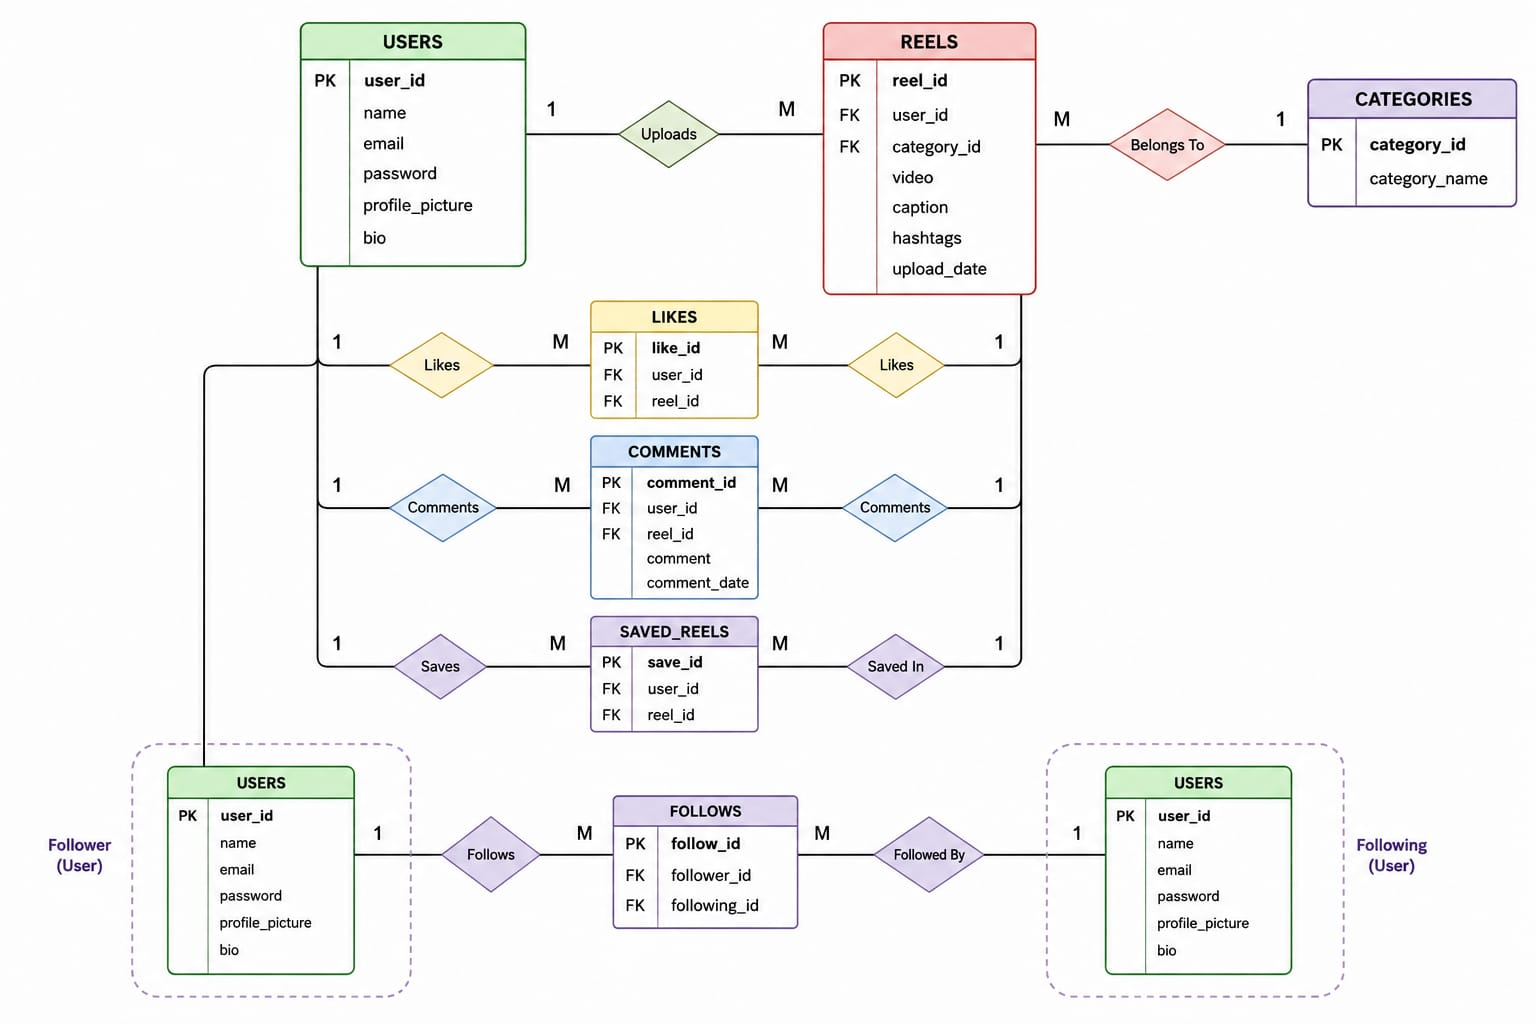 USERS
PK user_id
name
email
password
profile_picture
bio
1
Uploads
M
REELS
PK reel_id
FK user_id
FK category_id
video
caption
hashtags
upload_date
M
Belongs To
1
CATEGORIES
PK category_id
category_name
1
Likes
M
LIKES
PK like_id
FK user_id
FK reel_id
M
Likes
1
1
Comments
M
COMMENTS
PK comment_id
FK user_id
FK reel_id
comment
comment_date
M
Comments
1
1
Saves
M
SAVED_REELS
PK save_id
FK user_id
FK reel_id
M
Saved In
1
Follower
(User)
USERS
PK user_id
name
email
password
profile_picture
bio
1
Follows
M
FOLLOWS
PK follow_id
FK follower_id
FK following_id
M
Followed By
1
USERS
PK user_id
name
email
password
profile_picture
bio
Following
(User)